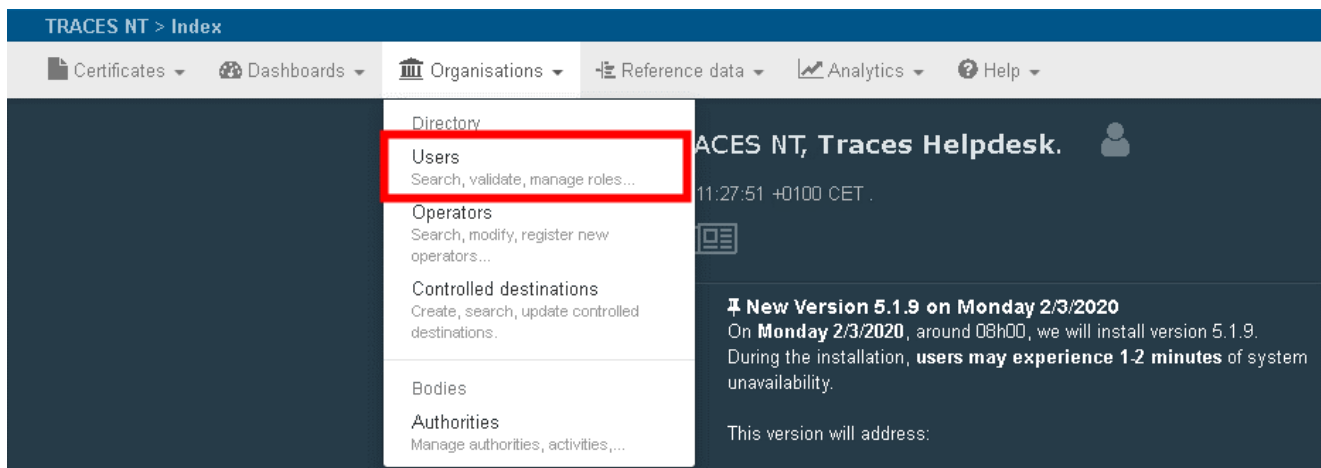 TRACES NT > Index
Certificates Dashboards Organisations Reference data Analytics Help
Directory
Users
Search, validate, manage roles...
Operators
Search, modify, register new
operators...
Controlled destinations
Create, search, update controlled
destinations.
Bodies
Authorities
Manage authorities, activities,...
ACES NT, Traces Helpdesk.
11:27:51 +0100 CET .
New Version 5.1.9 on Monday 2/3/2020
On Monday 2/3/2020, around 08h00, we will install version 5.1.9.
During the installation, users may experience 1-2 minutes of system
unavailability.
This version will address: